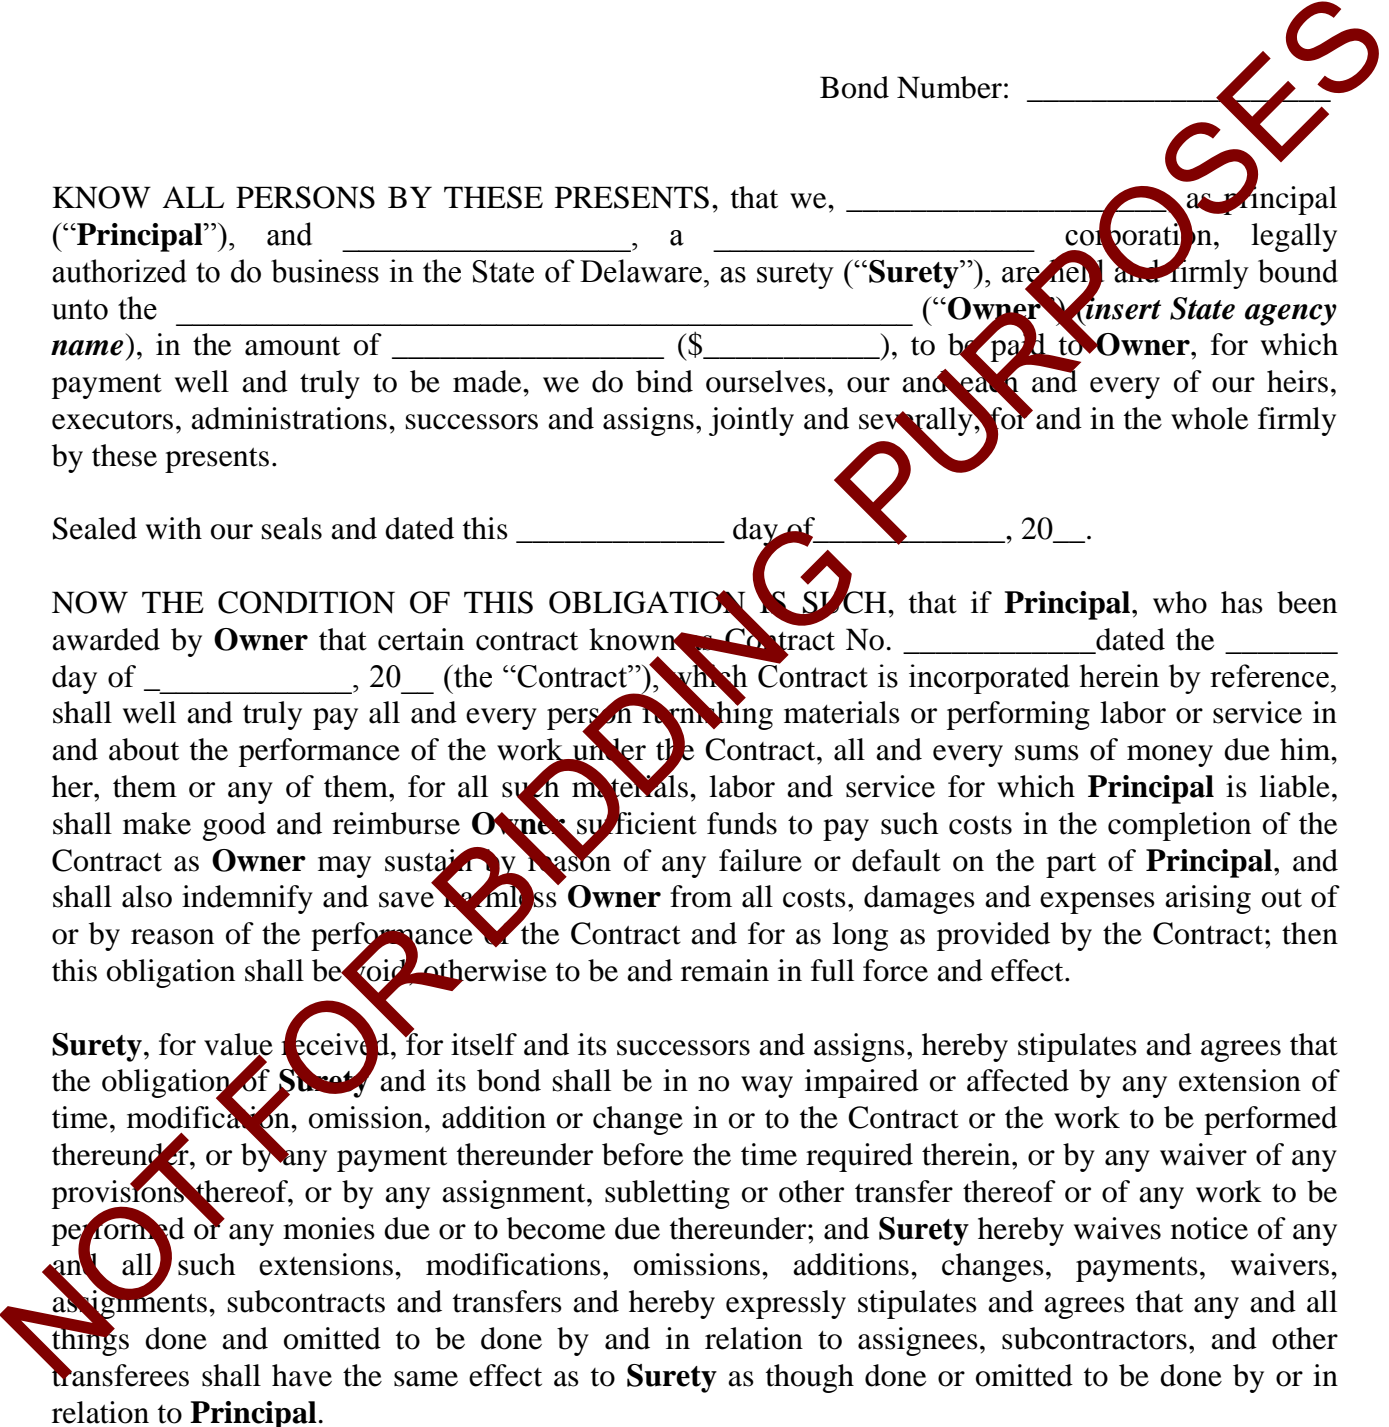 Bond Number: ___________________
KNOW ALL PERSONS BY THESE PRESENTS, that we, ____________________ as principal
(“Principal”), and __________________, a ____________________ corporation, legally
authorized to do business in the State of Delaware, as surety (“Surety”), are held and firmly bound
unto the ______________________________________________ (“Owner”) (insert State agency
name), in the amount of _________________ ($___________), to be paid to Owner, for which
payment well and truly to be made, we do bind ourselves, our and each and every of our heirs,
executors, administrations, successors and assigns, jointly and severally, for and in the whole firmly
by these presents.
Sealed with our seals and dated this _____________ day of____________, 20__.
NOW THE CONDITION OF THIS OBLIGATION IS SUCH, that if Principal, who has been
awarded by Owner that certain contract known as Contract No. ____________dated the _______
day of _____________, 20__ (the “Contract”), which Contract is incorporated herein by reference,
shall well and truly pay all and every person furnishing materials or performing labor or service in
and about the performance of the work under the Contract, all and every sums of money due him,
her, them or any of them, for all such materials, labor and service for which Principal is liable,
shall make good and reimburse Owner sufficient funds to pay such costs in the completion of the
Contract as Owner may sustain by reason of any failure or default on the part of Principal, and
shall also indemnify and save harmless Owner from all costs, damages and expenses arising out of
or by reason of the performance of the Contract and for as long as provided by the Contract; then
this obligation shall be void, otherwise to be and remain in full force and effect.
Surety, for value received, for itself and its successors and assigns, hereby stipulates and agrees that
the obligation of Surety and its bond shall be in no way impaired or affected by any extension of
time, modification, omission, addition or change in or to the Contract or the work to be performed
thereunder, or by any payment thereunder before the time required therein, or by any waiver of any
provisions thereof, or by any assignment, subletting or other transfer thereof or of any work to be
performed or any monies due or to become due thereunder; and Surety hereby waives notice of any
and all such extensions, modifications, omissions, additions, changes, payments, waivers,
assignments, subcontracts and transfers and hereby expressly stipulates and agrees that any and all
things done and omitted to be done by and in relation to assignees, subcontractors, and other
transferees shall have the same effect as to Surety as though done or omitted to be done by or in
relation to Principal.
NOT FOR BIDDING PURPOSES